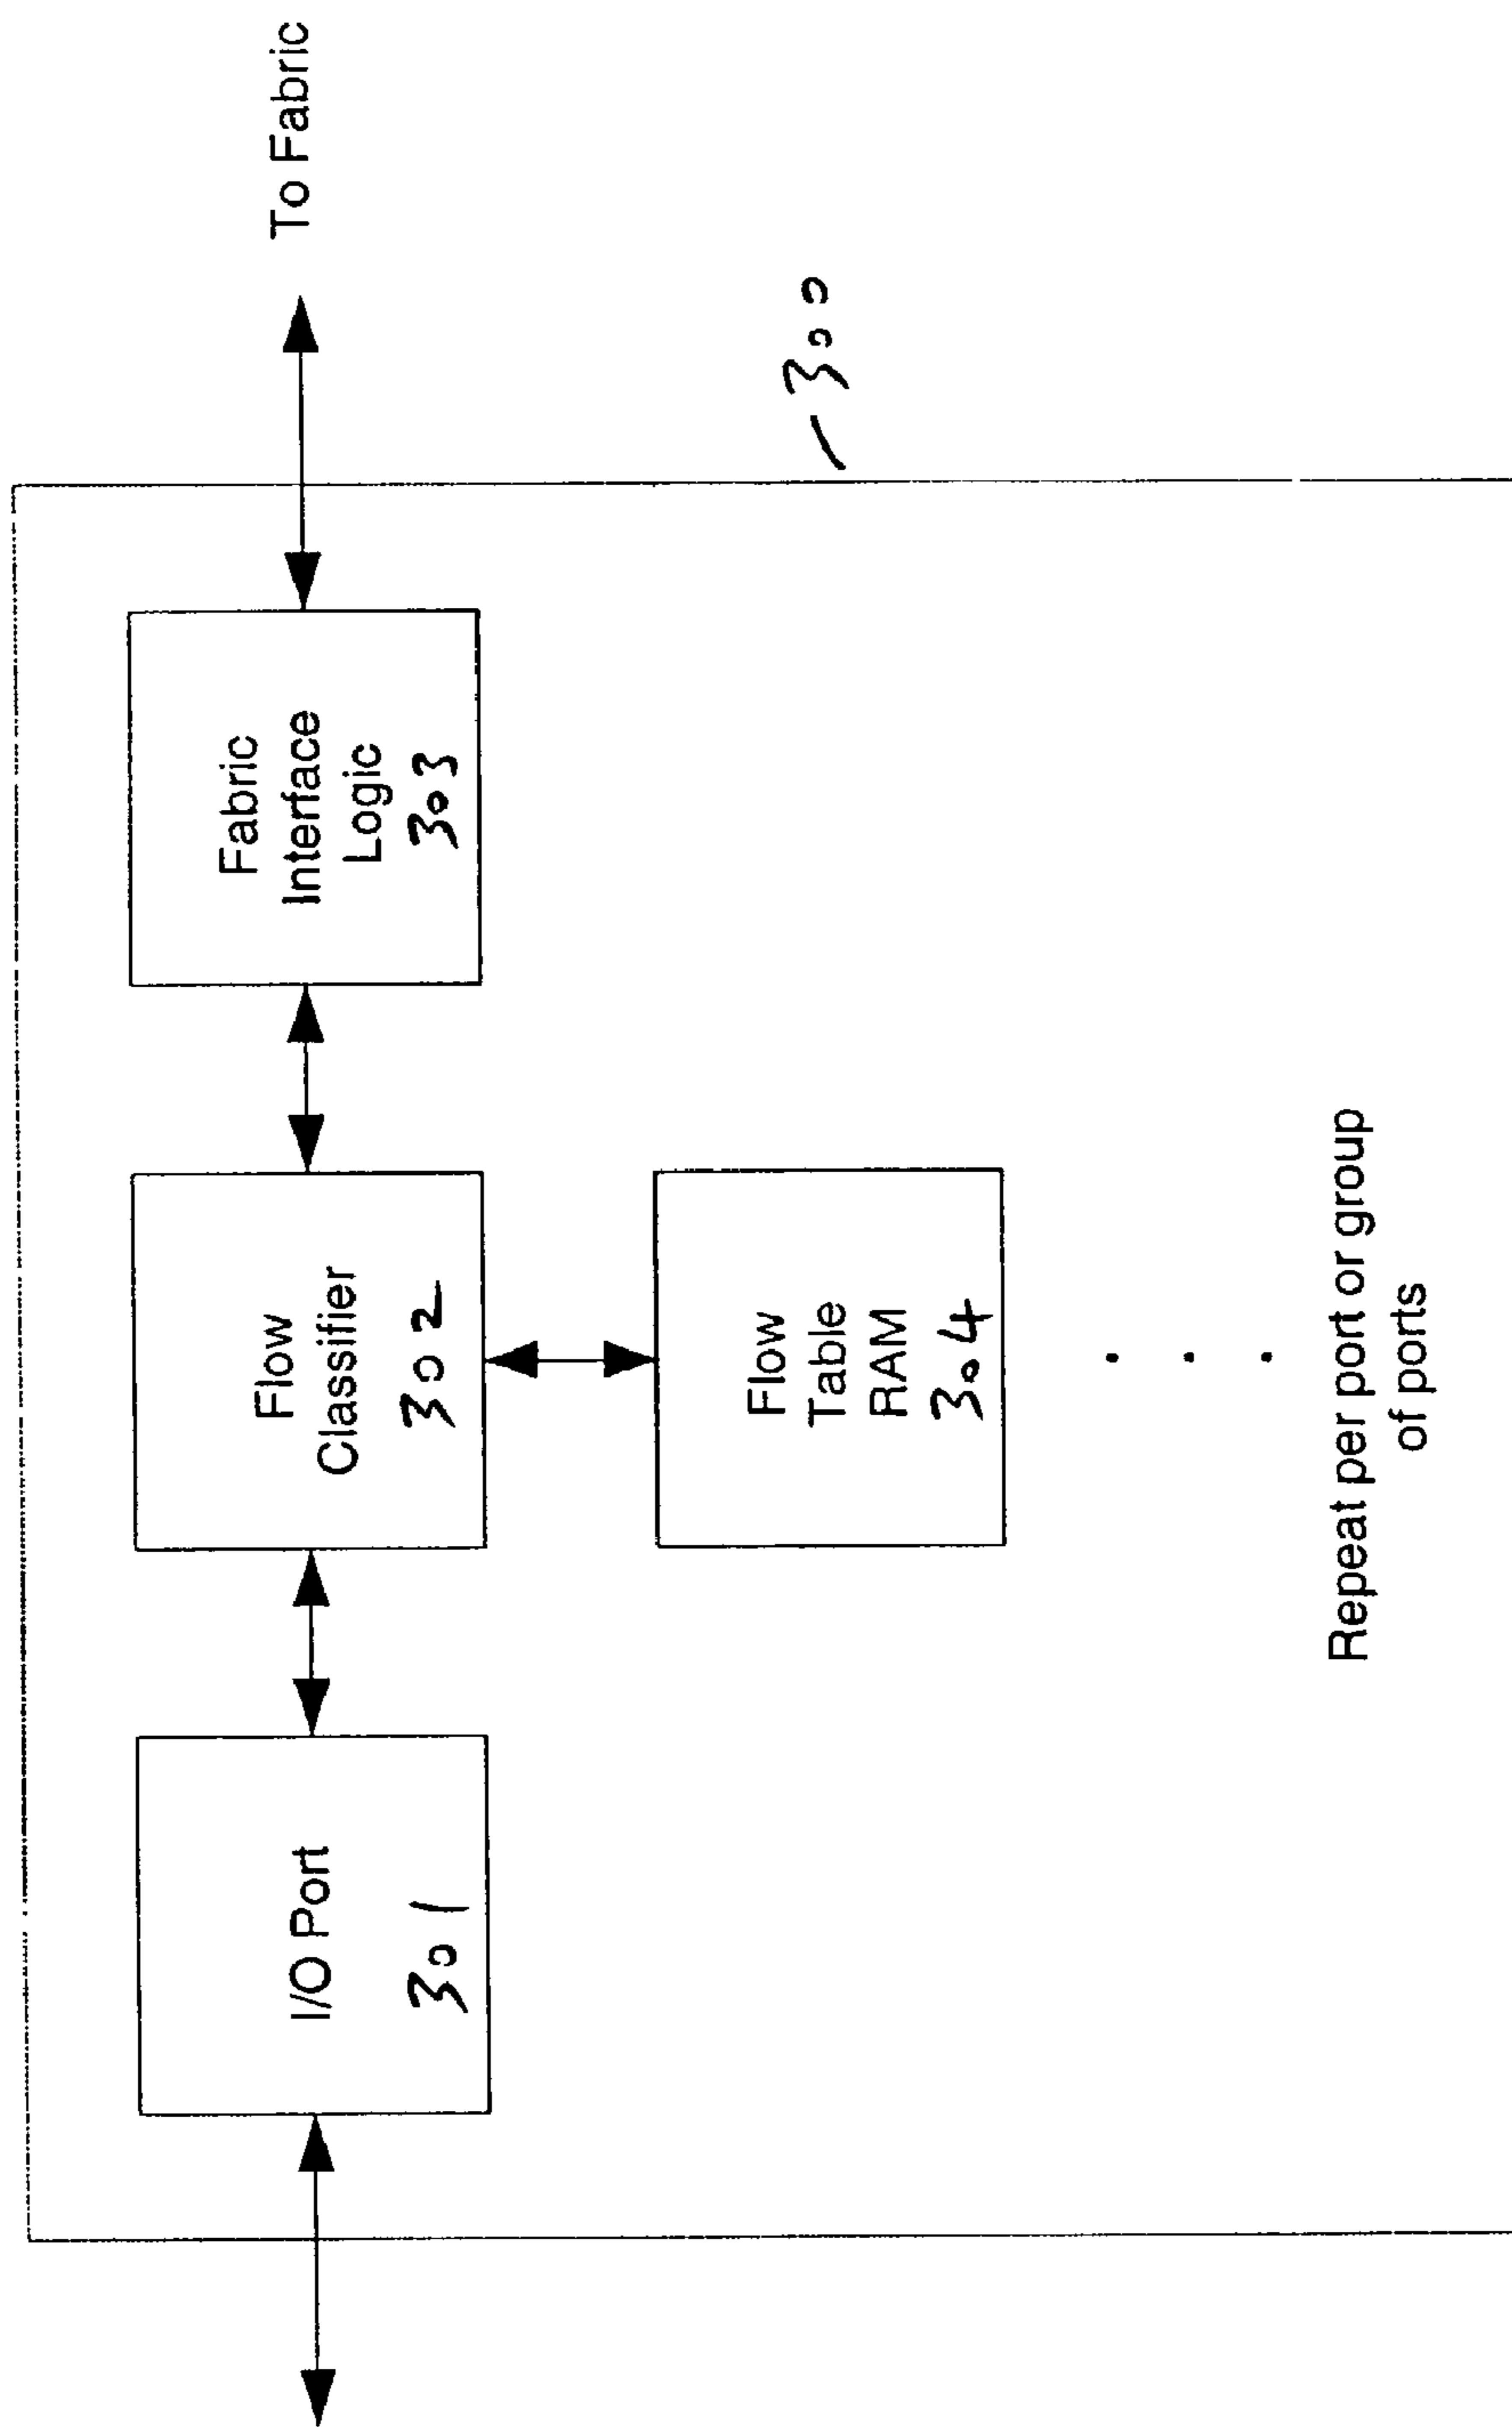 I/O Port
301
Flow
Classifier
302
Fabric
Interface
Logic
303
To Fabric
Flow
Table
RAM
304
300
Repeat per port or group
of ports